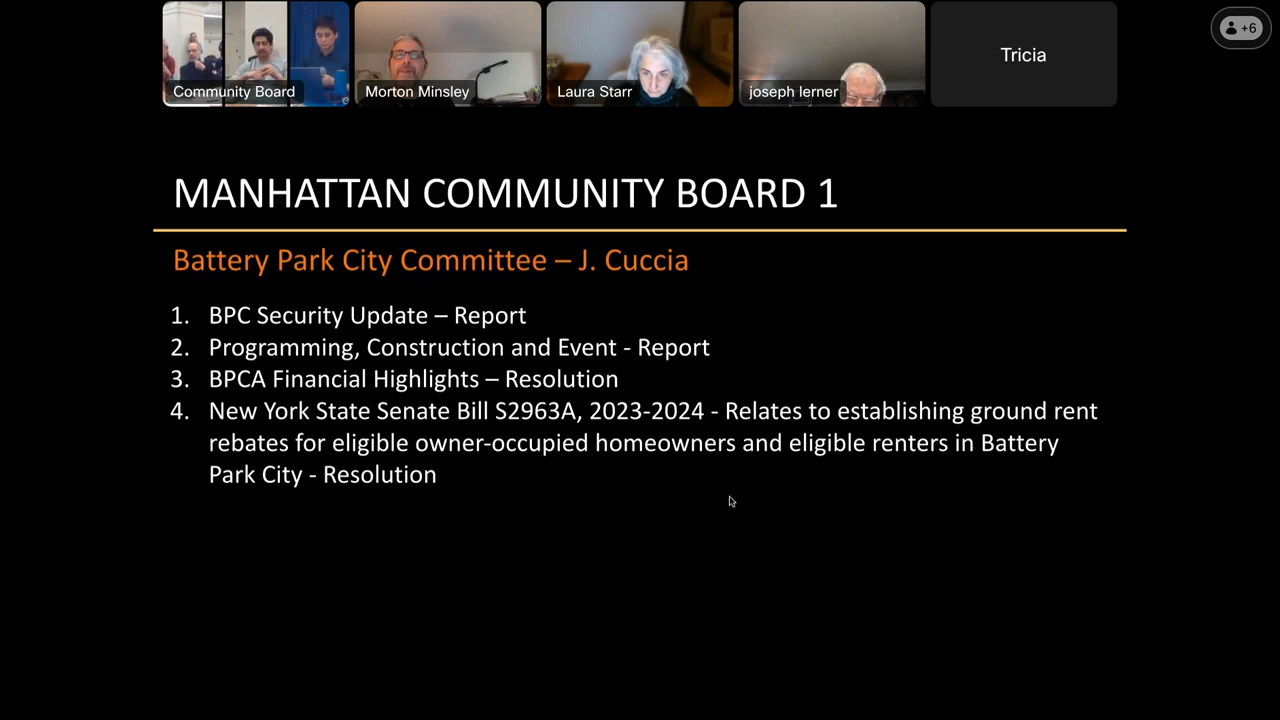 Community Board
Morton Minsley
Laura Starr
joseph lerner
Tricia
+6
MANHATTAN COMMUNITY BOARD 1
Battery Park City Committee – J. Cuccia
1. BPC Security Update – Report
2. Programming, Construction and Event - Report
3. BPCA Financial Highlights – Resolution
4. New York State Senate Bill S2963A, 2023-2024 - Relates to establishing ground rent
rebates for eligible owner-occupied homeowners and eligible renters in Battery
Park City - Resolution